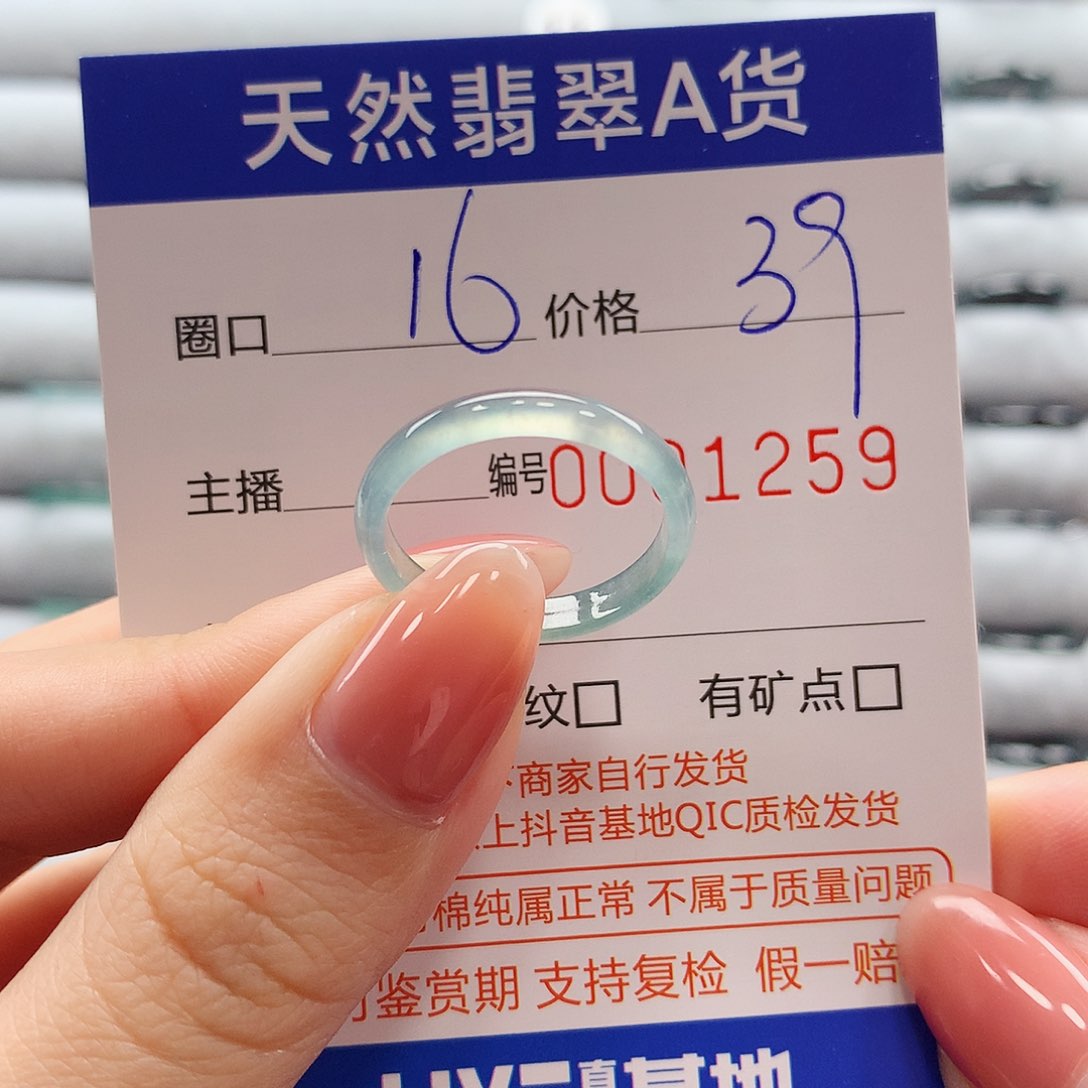 天然翡翠A货
圈口 16 价格 39
主播 编号 0001259
纹□ 有矿点□
商家自行发货
上抖音基地QIC质检发货
棉纯属正常 不属于质量问题
鉴赏期 支持复检 假一赔
基地